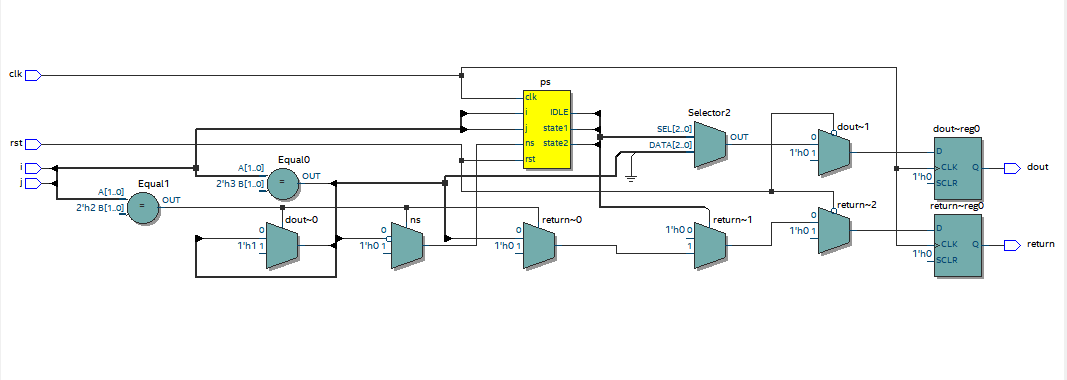 ps
clk
clk
i
IDLE
Selector2
j
state1
SEL[2..0]
dout~1
dout~reg0
OUT
0
rst
ns
state2
DATA[2..0]
1'h0 1
D
rst
CLK
Q
dout
Equal0
i
A[1..0]
1'h0
SCLR
OUT
j
Equal1
2'h3 B[1..0]
=
A[1..0]
OUT
return~2
return~reg0
2'h2 B[1..0]
=
0
dout~0
ns
return~0
return~1
D
0
0
0
1'h0 0
1'h0 1
1'h1 1
1'h0 1
1'h0 1
1
CLK
Q
return
1'h0
SCLR